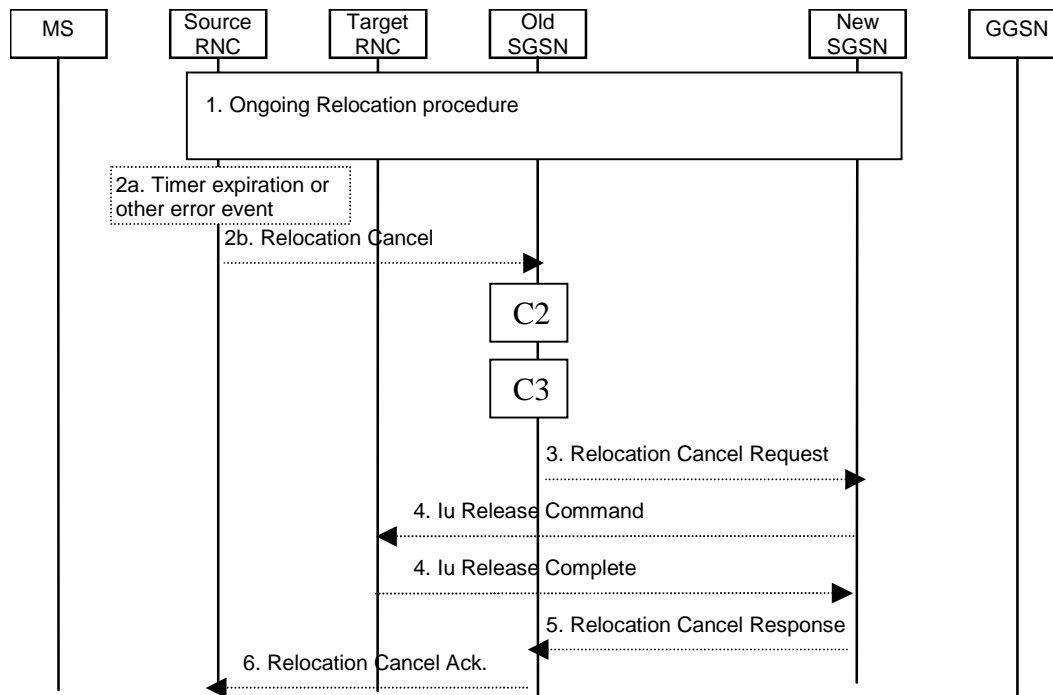 MS
Source
RNC
Target
RNC
Old
SGSN
New
SGSN
GGSN
1. Ongoing Relocation procedure
2a. Timer expiration or
other error event
2b. Relocation Cancel
C2
C3
3. Relocation Cancel Request
4. Iu Release Command
4. Iu Release Complete
5. Relocation Cancel Response
6. Relocation Cancel Ack.